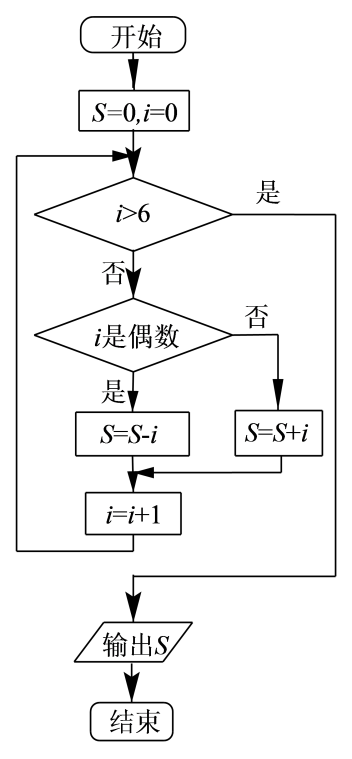 开始
S=0,i=0
i>6
是
否
i是偶数
否
是
S=S-i
S=S+i
i=i+1
输出S
结束